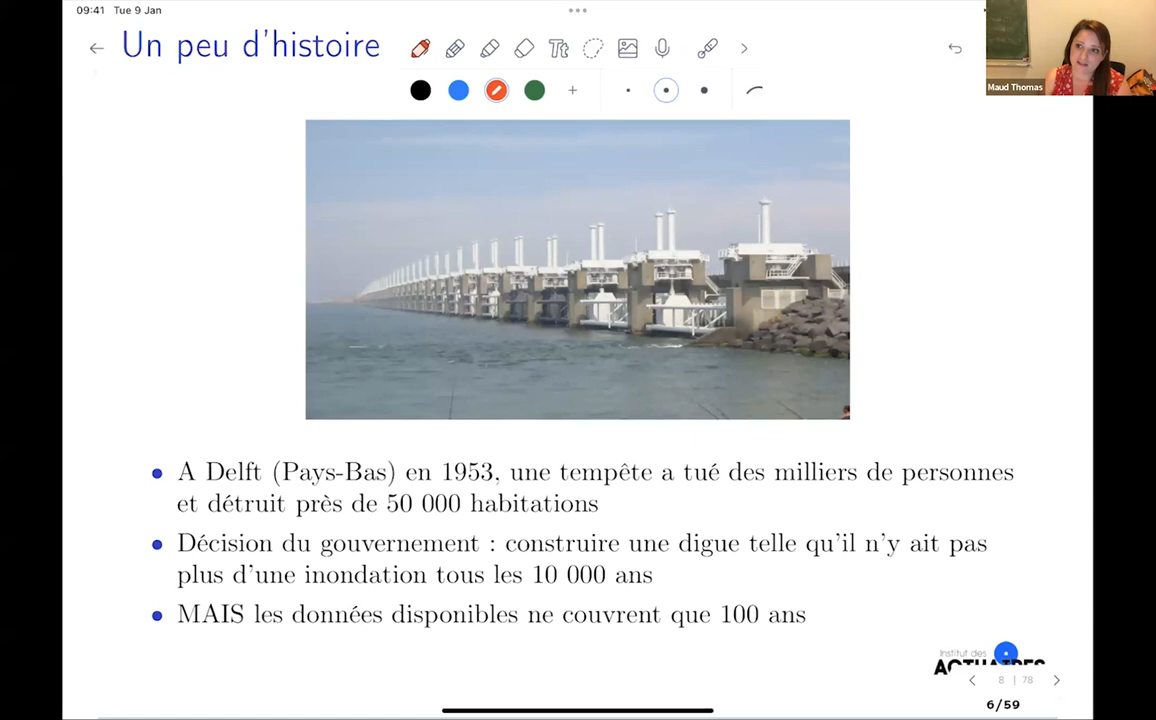 09:41 Tue 9 Jan
Un peu d'histoire
Tt
Maud Thomas
A Delft (Pays-Bas) en 1953, une tempête a tué des milliers de personnes
et détruit près de 50 000 habitations
Décision du gouvernement : construire une digue telle qu'il n'y ait pas
plus d'une inondation tous les 10 000 ans
MAIS les données disponibles ne couvrent que 100 ans
Institut des
ACTUAIRES
8 | 78
6/59